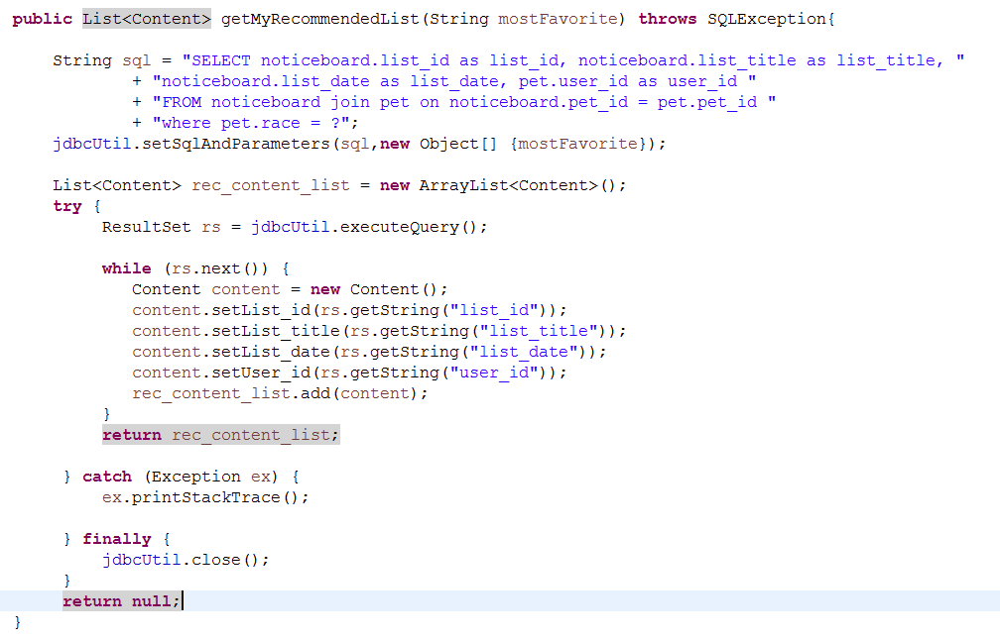 public List<Content> getMyRecommendedList(String mostFavorite) throws SQLException{
String sql = "SELECT noticeboard.list_id as list_id, noticeboard.list_title as list_title, "
+ "noticeboard.list_date as list_date, pet.user_id as user_id "
+ "FROM noticeboard join pet on noticeboard.pet_id = pet.pet_id "
+ "where pet.race = ?";
jdbcUtil.setSqlAndParameters(sql,new Object[] {mostFavorite});
List<Content> rec_content_list = new ArrayList<Content>();
try {
ResultSet rs = jdbcUtil.executeQuery();
while (rs.next()) {
Content content = new Content();
content.setList_id(rs.getString("list_id"));
content.setList_title(rs.getString("list_title"));
content.setList_date(rs.getString("list_date"));
content.setUser_id(rs.getString("user_id"));
rec_content_list.add(content);
}
return rec_content_list;
} catch (Exception ex) {
ex.printStackTrace();
} finally {
jdbcUtil.close();
}
return null;
}